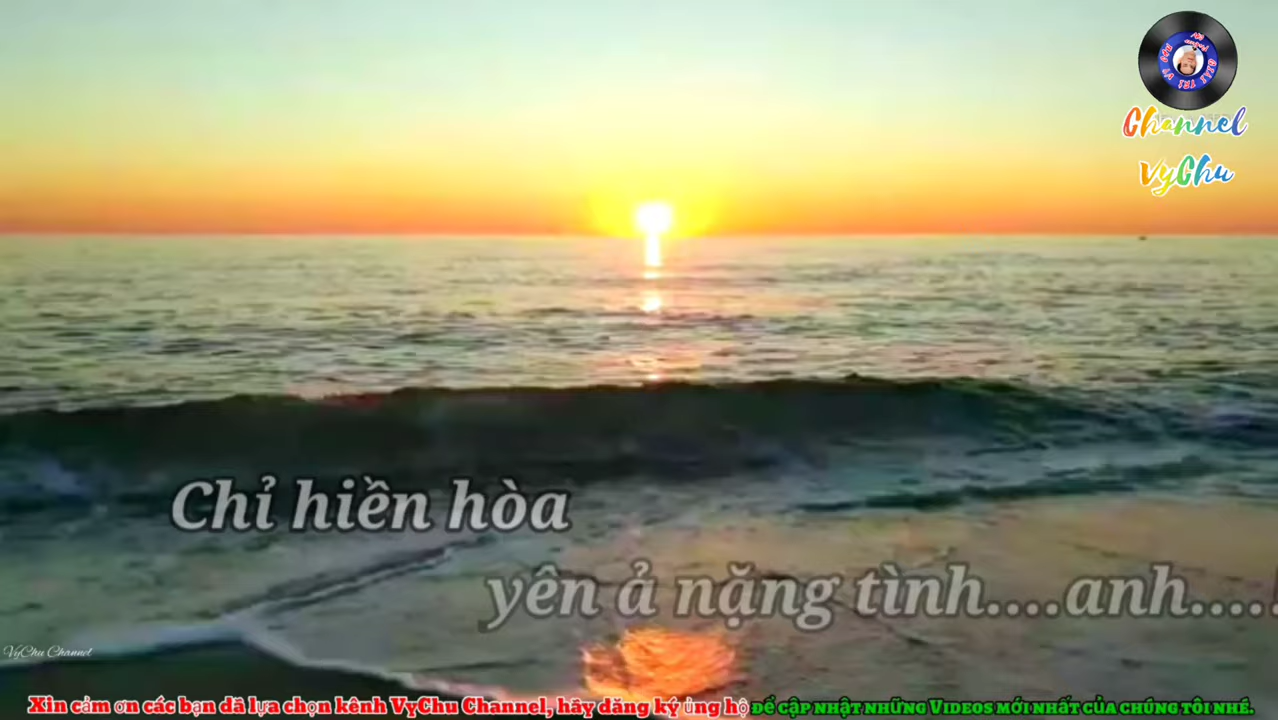 GIẢI TRÍ
Channel
VyChu
Chỉ hiền hòa
yên ả nặng tình....anh....
VyChu Channel
Xin cảm ơn các bạn đã lựa chọn kênh VyChu Channel, hãy đăng ký ủng hộ để cập nhật những Videos mới nhất của chúng tôi nhé.